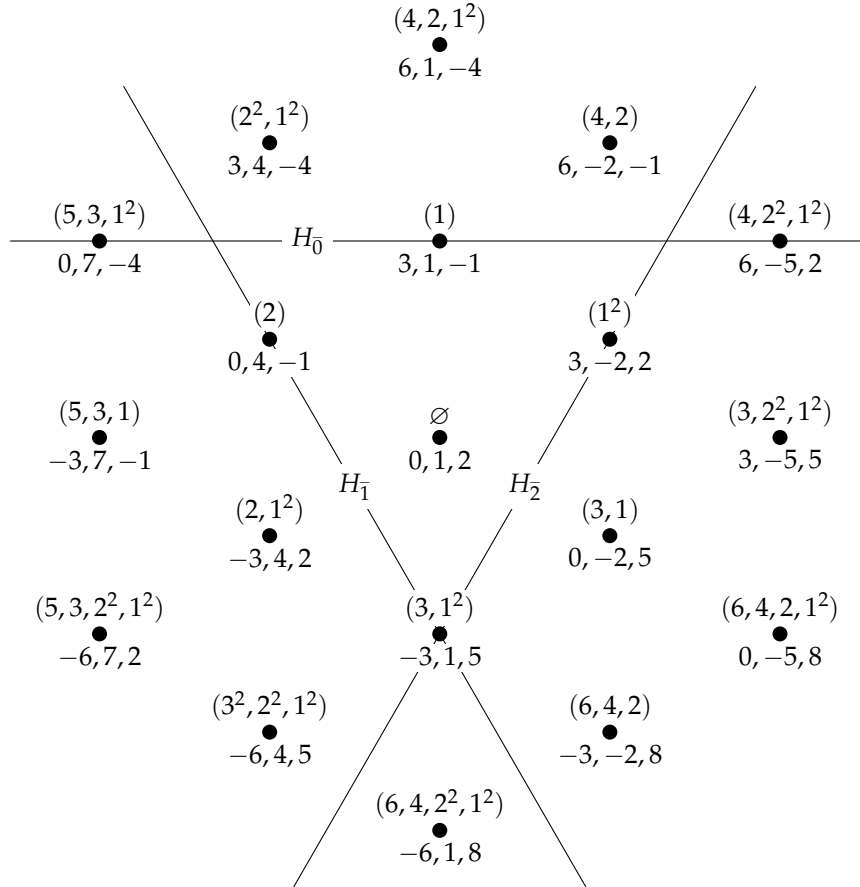 (4, 2, 1²)
6, 1, −4
(2², 1²) (4, 2)
3, 4, −4 6, −2, −1
(5, 3, 1²) (1) (4, 2², 1²)
H_0̅
0, 7, −4 3, 1, −1 6, −5, 2
(2) (1²)
0, 4, −1 3, −2, 2
(5, 3, 1) ∅ (3, 2², 1²)
−3, 7, −1 0, 1, 2 3, −5, 5
H_1̅ H_2̅
(2, 1²) (3, 1)
−3, 4, 2 0, −2, 5
(5, 3, 2², 1²) (3, 1²) (6, 4, 2, 1²)
−6, 7, 2 −3, 1, 5 0, −5, 8
(3², 2², 1²) (6, 4, 2)
−6, 4, 5 −3, −2, 8
(6, 4, 2², 1²)
−6, 1, 8